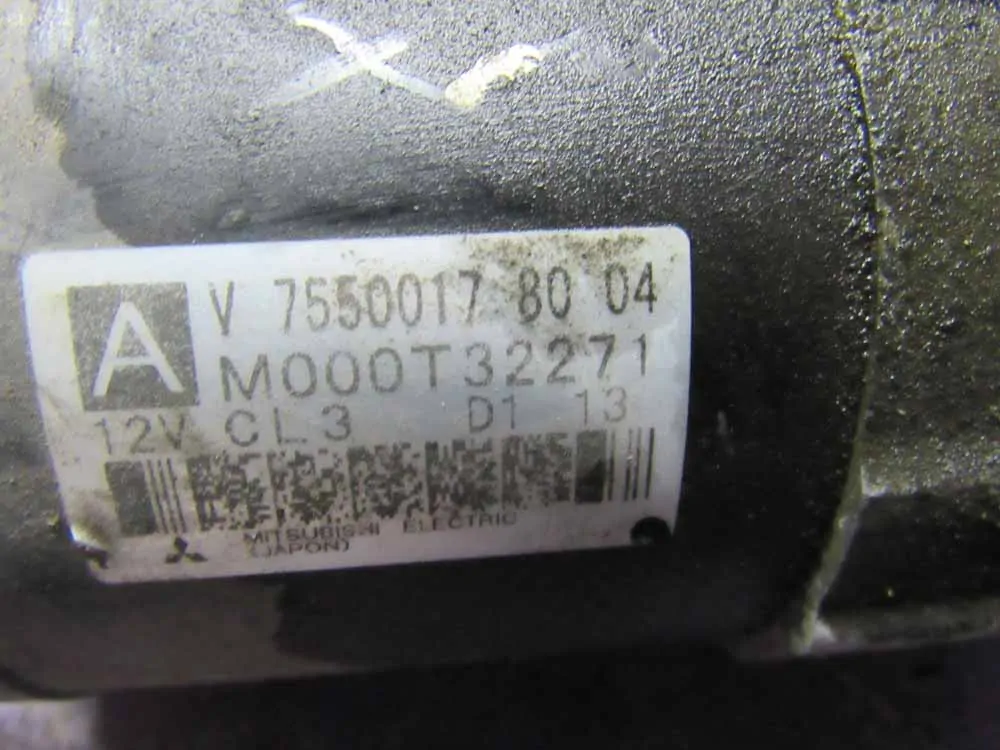 A
V 7550017 80 04
M000T32271
12V CL3 D1 13
MITSUBISHI ELECTRIC
(JAPON)